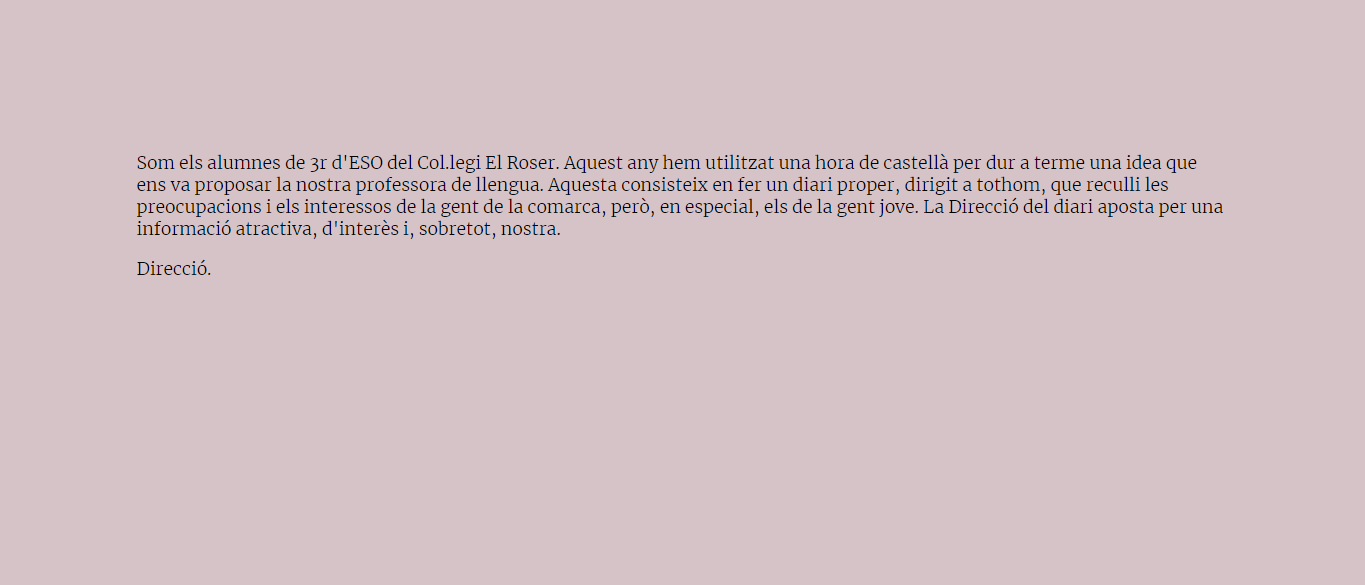 Som els alumnes de 3r d'ESO del Col.legi El Roser. Aquest any hem utilitzat una hora de castellà per dur a terme una idea que
ens va proposar la nostra professora de llengua. Aquesta consisteix en fer un diari proper, dirigit a tothom, que reculli les
preocupacions i els interessos de la gent de la comarca, però, en especial, els de la gent jove. La Direcció del diari aposta per una
informació atractiva, d'interès i, sobretot, nostra.
Direcció.